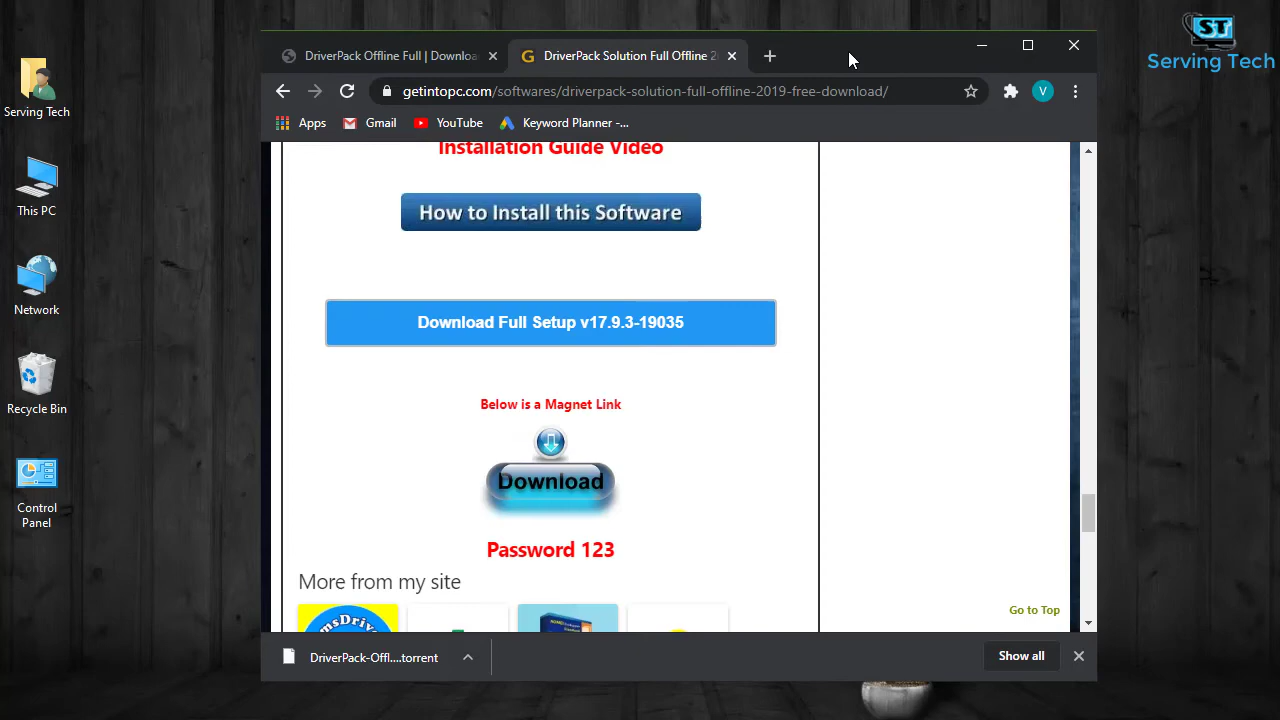 ST
Serving Tech
Serving Tech
This PC
Network
Recycle Bin
Control
Panel
DriverPack Offline Full | Downloa
G
DriverPack Solution Full Offline 2
getintopc.com/softwares/driverpack-solution-full-offline-2019-free-download/
V
Apps
Gmail
YouTube
Keyword Planner -...
Installation Guide Video
How to Install this Software
Download Full Setup v17.9.3-19035
Below is a Magnet Link
Download
Password 123
More from my site
Go to Top
DriverPack-Offl....torrent
Show all